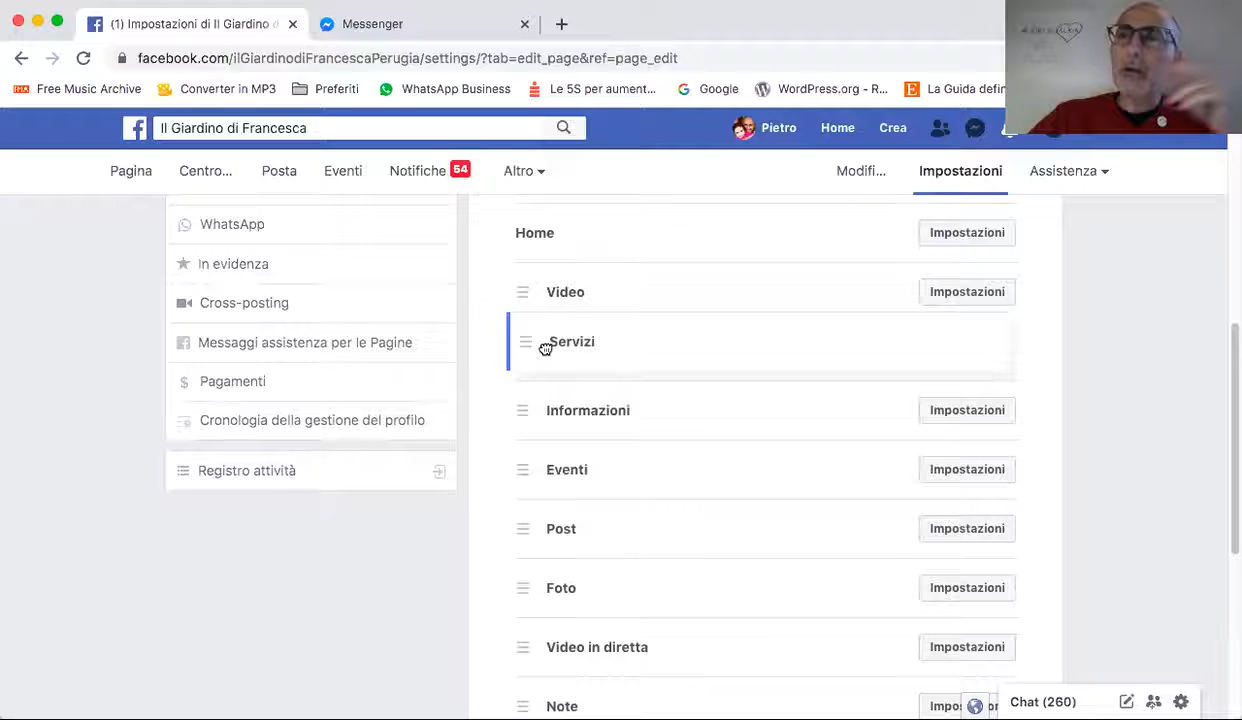 (1) Impostazioni di Il Giardino d
Messenger
facebook.com/ilGiardinodiFrancescaPerugia/settings/?tab=edit_page&ref=page_edit
Free Music Archive
Converter in MP3
Preferiti
WhatsApp Business
Le 5S per aument...
Google
WordPress.org - R...
La Guida defin
Il Giardino di Francesca
Pietro
Home
Crea
Pagina
Centro...
Posta
Eventi
Notifiche 54
Altro
Modifi...
Impostazioni
Assistenza
WhatsApp
In evidenza
Cross-posting
Messaggi assistenza per le Pagine
Pagamenti
Cronologia della gestione del profilo
Registro attività
Home Impostazioni
Video Impostazioni
Servizi
Informazioni Impostazioni
Eventi Impostazioni
Post Impostazioni
Foto Impostazioni
Video in diretta Impostazioni
Note
Chat (260)